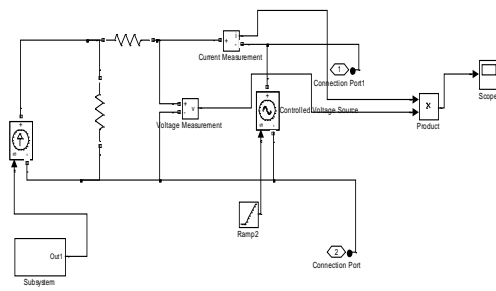 i
+
-
Current Measurement
1
Connection Port1
+
v
-
Voltage Measurement
+
-
s
Controlled Voltage Source
x
Product
Scope
+
-
s
Ramp2
Out1
Subsystem
2
Connection Port